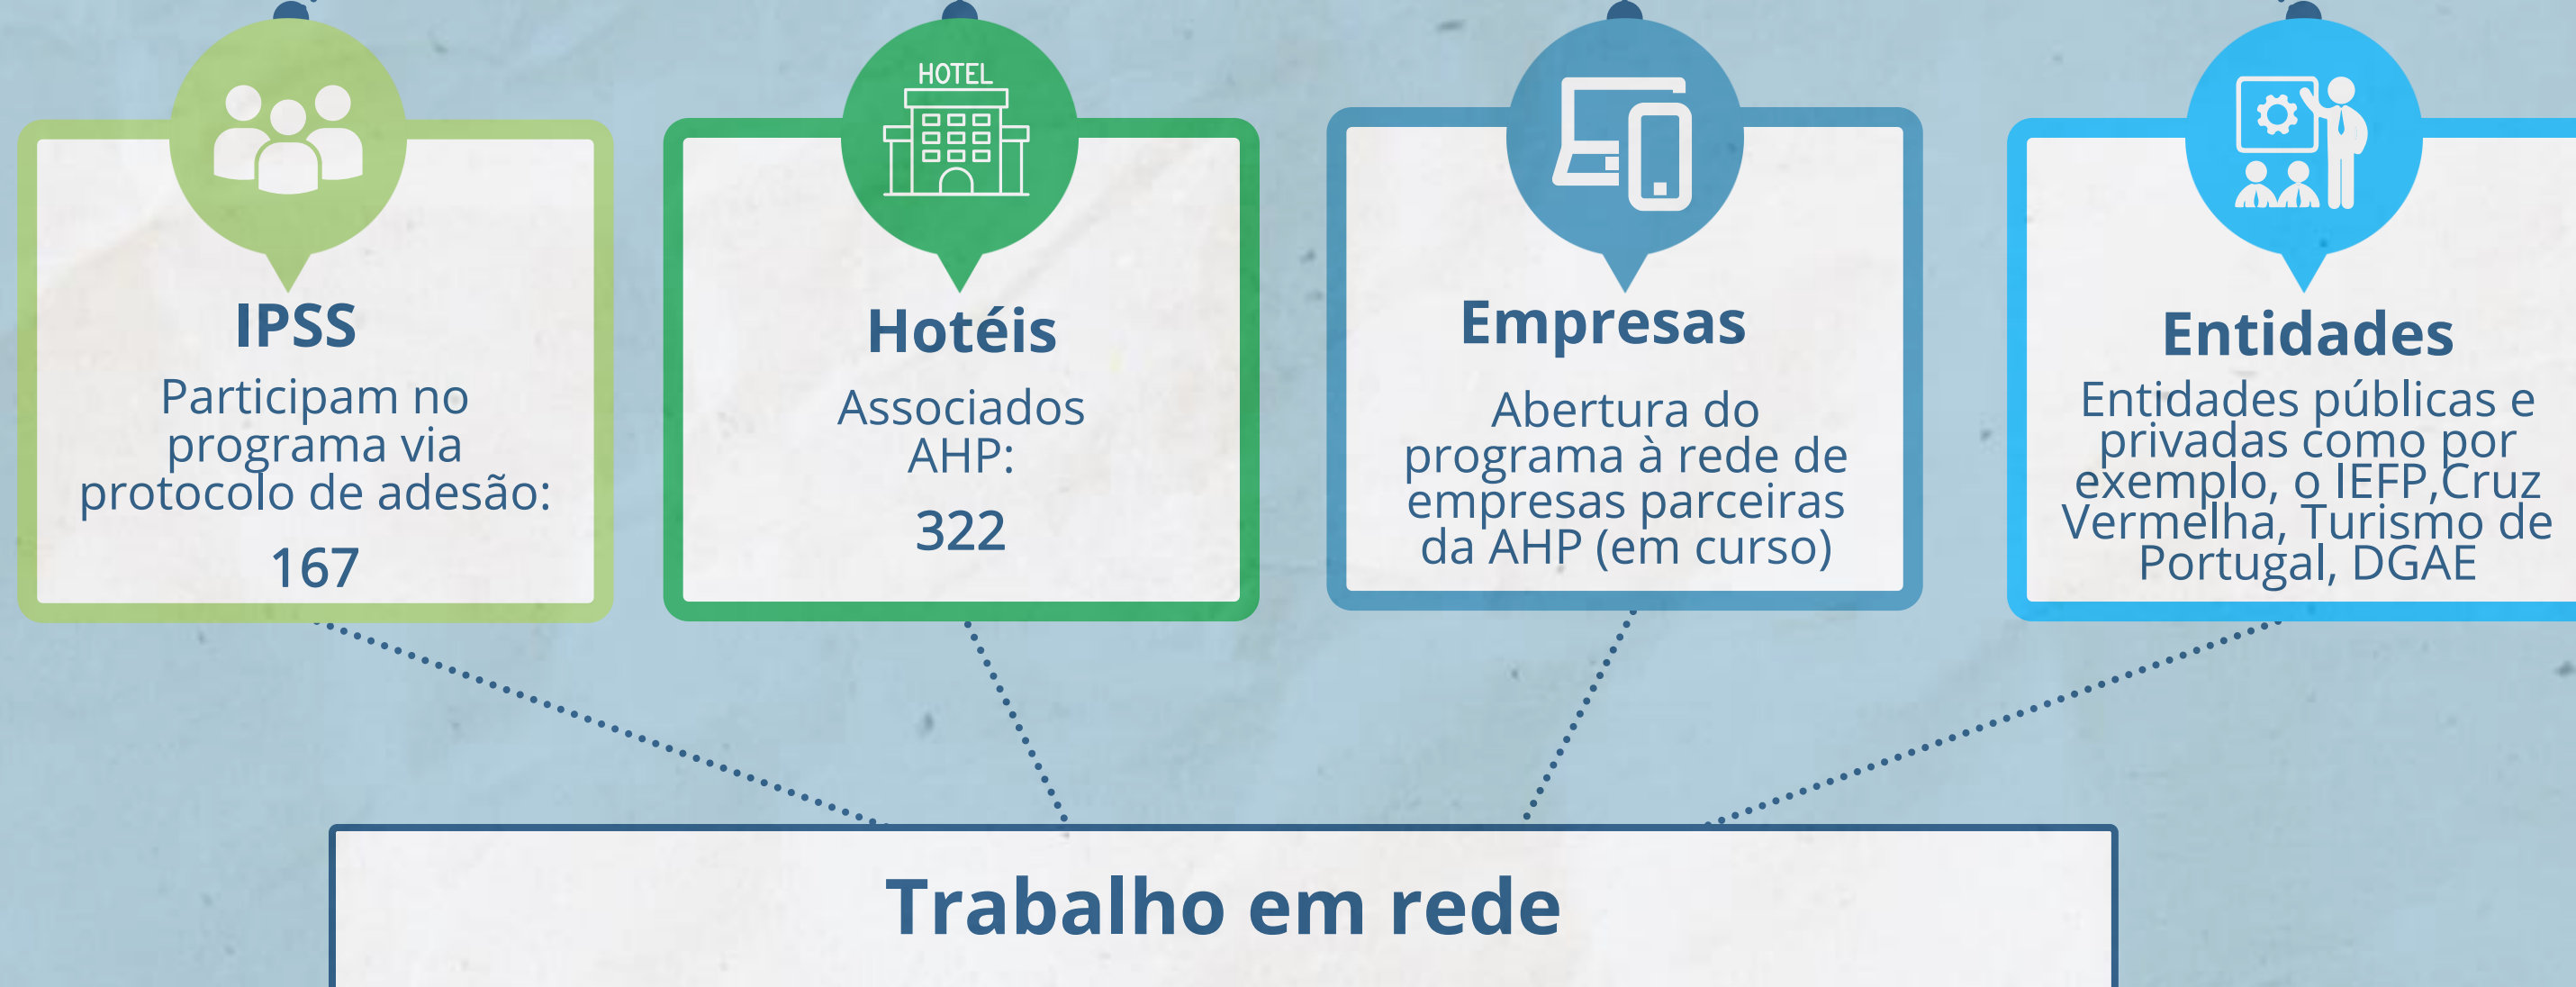 IPSS
Participam no
programa via
protocolo de adesão:
167
HOTEL
Hotéis
Associados
AHP:
322
Empresas
Abertura do
programa à rede de
empresas parceiras
da AHP (em curso)
Entidades
Entidades públicas e
privadas como por
exemplo, o IEFP,Cruz
Vermelha, Turismo de
Portugal, DGAE
Trabalho em rede